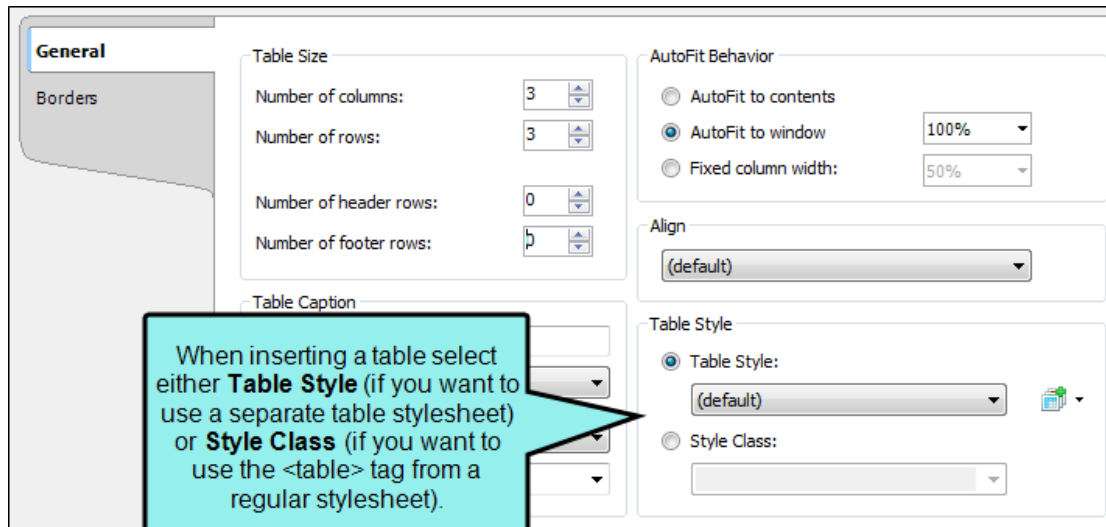 General
Borders
Table Size
Number of columns:
3
Number of rows:
3
Number of header rows:
0
Number of footer rows:
0
Table Caption
AutoFit Behavior
AutoFit to contents
AutoFit to window
100%
Fixed column width:
50%
Align
(default)
Table Style
Table Style:
(default)
Style Class:
When inserting a table select
either Table Style (if you want to
use a separate table stylesheet)
or Style Class (if you want to
use the <table> tag from a
regular stylesheet).